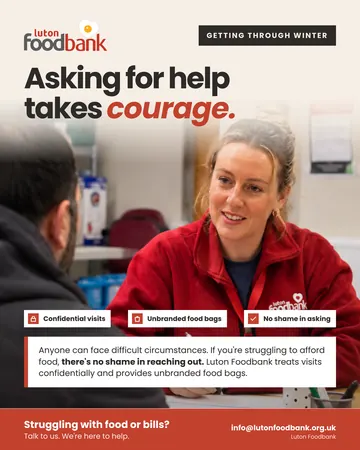 luton
foodbank
GETTING THROUGH WINTER
Asking for help
takes courage.
luton
foodbank
Confidential visits
Unbranded food bags
No shame in asking
Anyone can face difficult circumstances. If you're struggling to afford
food, there's no shame in reaching out. Luton Foodbank treats visits
confidentially and provides unbranded food bags.
Struggling with food or bills?
Talk to us. We're here to help.
info@lutonfoodbank.org.uk
Luton Foodbank